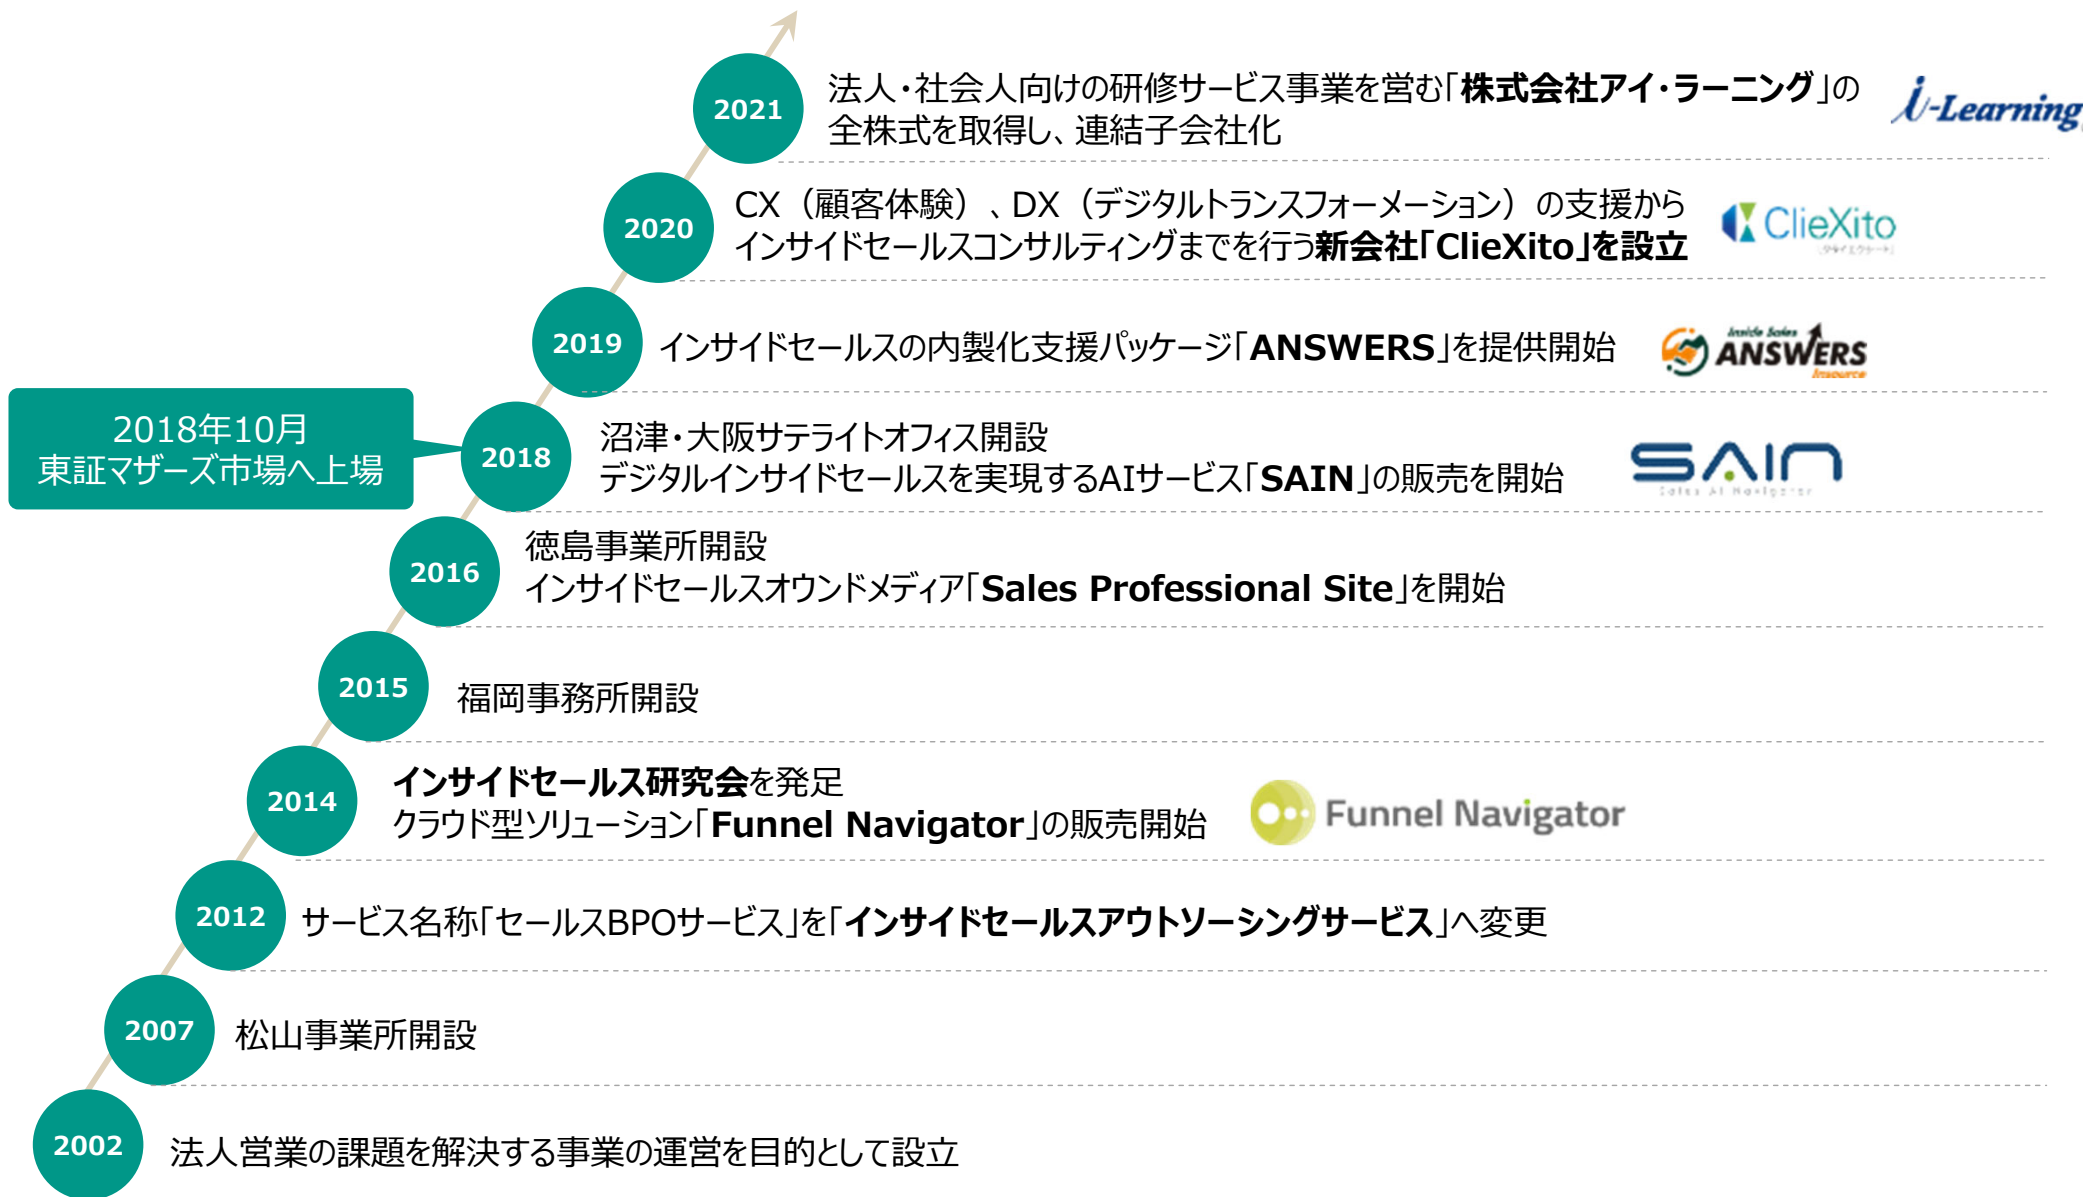 2021
法人・社会人向けの研修サービス事業を営む「株式会社アイ・ラーニング」の
全株式を取得し、連結子会社化
i-Learning
2020
CX（顧客体験）、DX（デジタルトランスフォーメーション）の支援から
インサイドセールスコンサルティングまでを行う新会社「ClieXito」を設立
ClieXito
2019
インサイドセールスの内製化支援パッケージ「ANSWERS」を提供開始
Inside Sales
ANSWERS
Insource
2018年10月
東証マザーズ市場へ上場
2018
沼津・大阪サテライトオフィス開設
デジタルインサイドセールスを実現するAIサービス「SAIN」の販売を開始
SAIN
Sales AI Navigator
2016
徳島事業所開設
インサイドセールスオウンドメディア「Sales Professional Site」を開始
2015
福岡事務所開設
2014
インサイドセールス研究会を発足
クラウド型ソリューション「Funnel Navigator」の販売開始
Funnel Navigator
2012
サービス名称「セールスBPOサービス」を「インサイドセールスアウトソーシングサービス」へ変更
2007
松山事業所開設
2002
法人営業の課題を解決する事業の運営を目的として設立